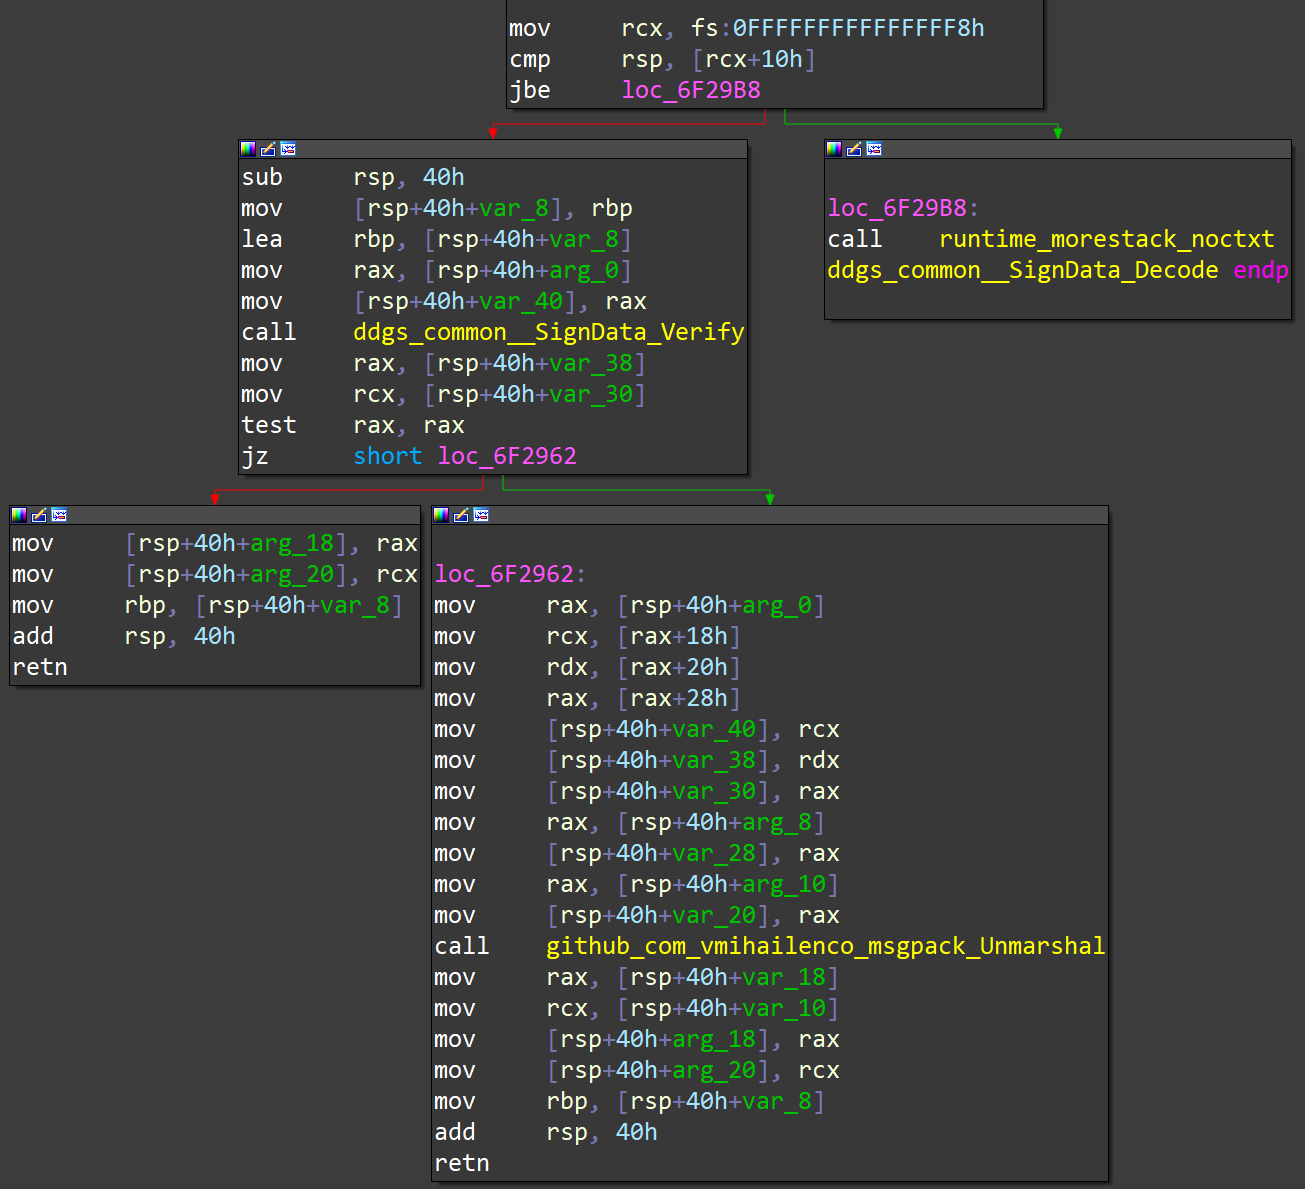 mov rcx, fs:0FFFFFFFFFFFFFFF8h
cmp rsp, [rcx+10h]
jbe loc_6F29B8
sub rsp, 40h
mov [rsp+40h+var_8], rbp
lea rbp, [rsp+40h+var_8]
mov rax, [rsp+40h+arg_0]
mov [rsp+40h+var_40], rax
call ddgs_common__SignData_Verify
mov rax, [rsp+40h+var_38]
mov rcx, [rsp+40h+var_30]
test rax, rax
jz short loc_6F2962
loc_6F29B8:
call runtime_morestack_noctxt
ddgs_common__SignData_Decode endp
mov [rsp+40h+arg_18], rax
mov [rsp+40h+arg_20], rcx
mov rbp, [rsp+40h+var_8]
add rsp, 40h
retn
loc_6F2962:
mov rax, [rsp+40h+arg_0]
mov rcx, [rax+18h]
mov rdx, [rax+20h]
mov rax, [rax+28h]
mov [rsp+40h+var_40], rcx
mov [rsp+40h+var_38], rdx
mov [rsp+40h+var_30], rax
mov rax, [rsp+40h+arg_8]
mov [rsp+40h+var_28], rax
mov rax, [rsp+40h+arg_10]
mov [rsp+40h+var_20], rax
call github_com_vmihailenco_msgpack_Unmarshal
mov rax, [rsp+40h+var_18]
mov rcx, [rsp+40h+var_10]
mov [rsp+40h+arg_18], rax
mov [rsp+40h+arg_20], rcx
mov rbp, [rsp+40h+var_8]
add rsp, 40h
retn